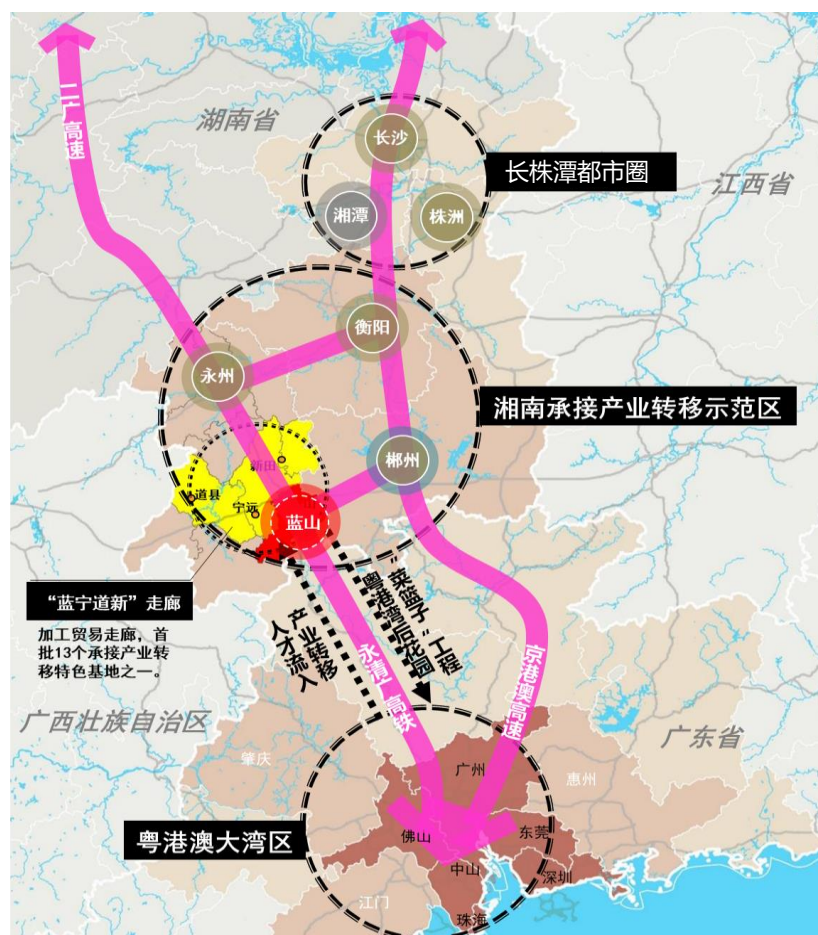 二广高速
湖南省
长沙
长株潭都市圈
江西省
湘潭
株洲
衡阳
永州
湘南承接产业转移示范区
郴州
新田
道县
宁远
蓝山
“蓝宁道新”走廊
加工贸易走廊，首
批13个承接产业转
移特色基地之一。
产业转移
人才流入
“菜篮子”工程
粤港湾后花园
永清广高铁
京港澳高速
广西壮族自治区
广东省
肇庆
广州
惠州
粤港澳大湾区
佛山
东莞
中山
深圳
江门
珠海